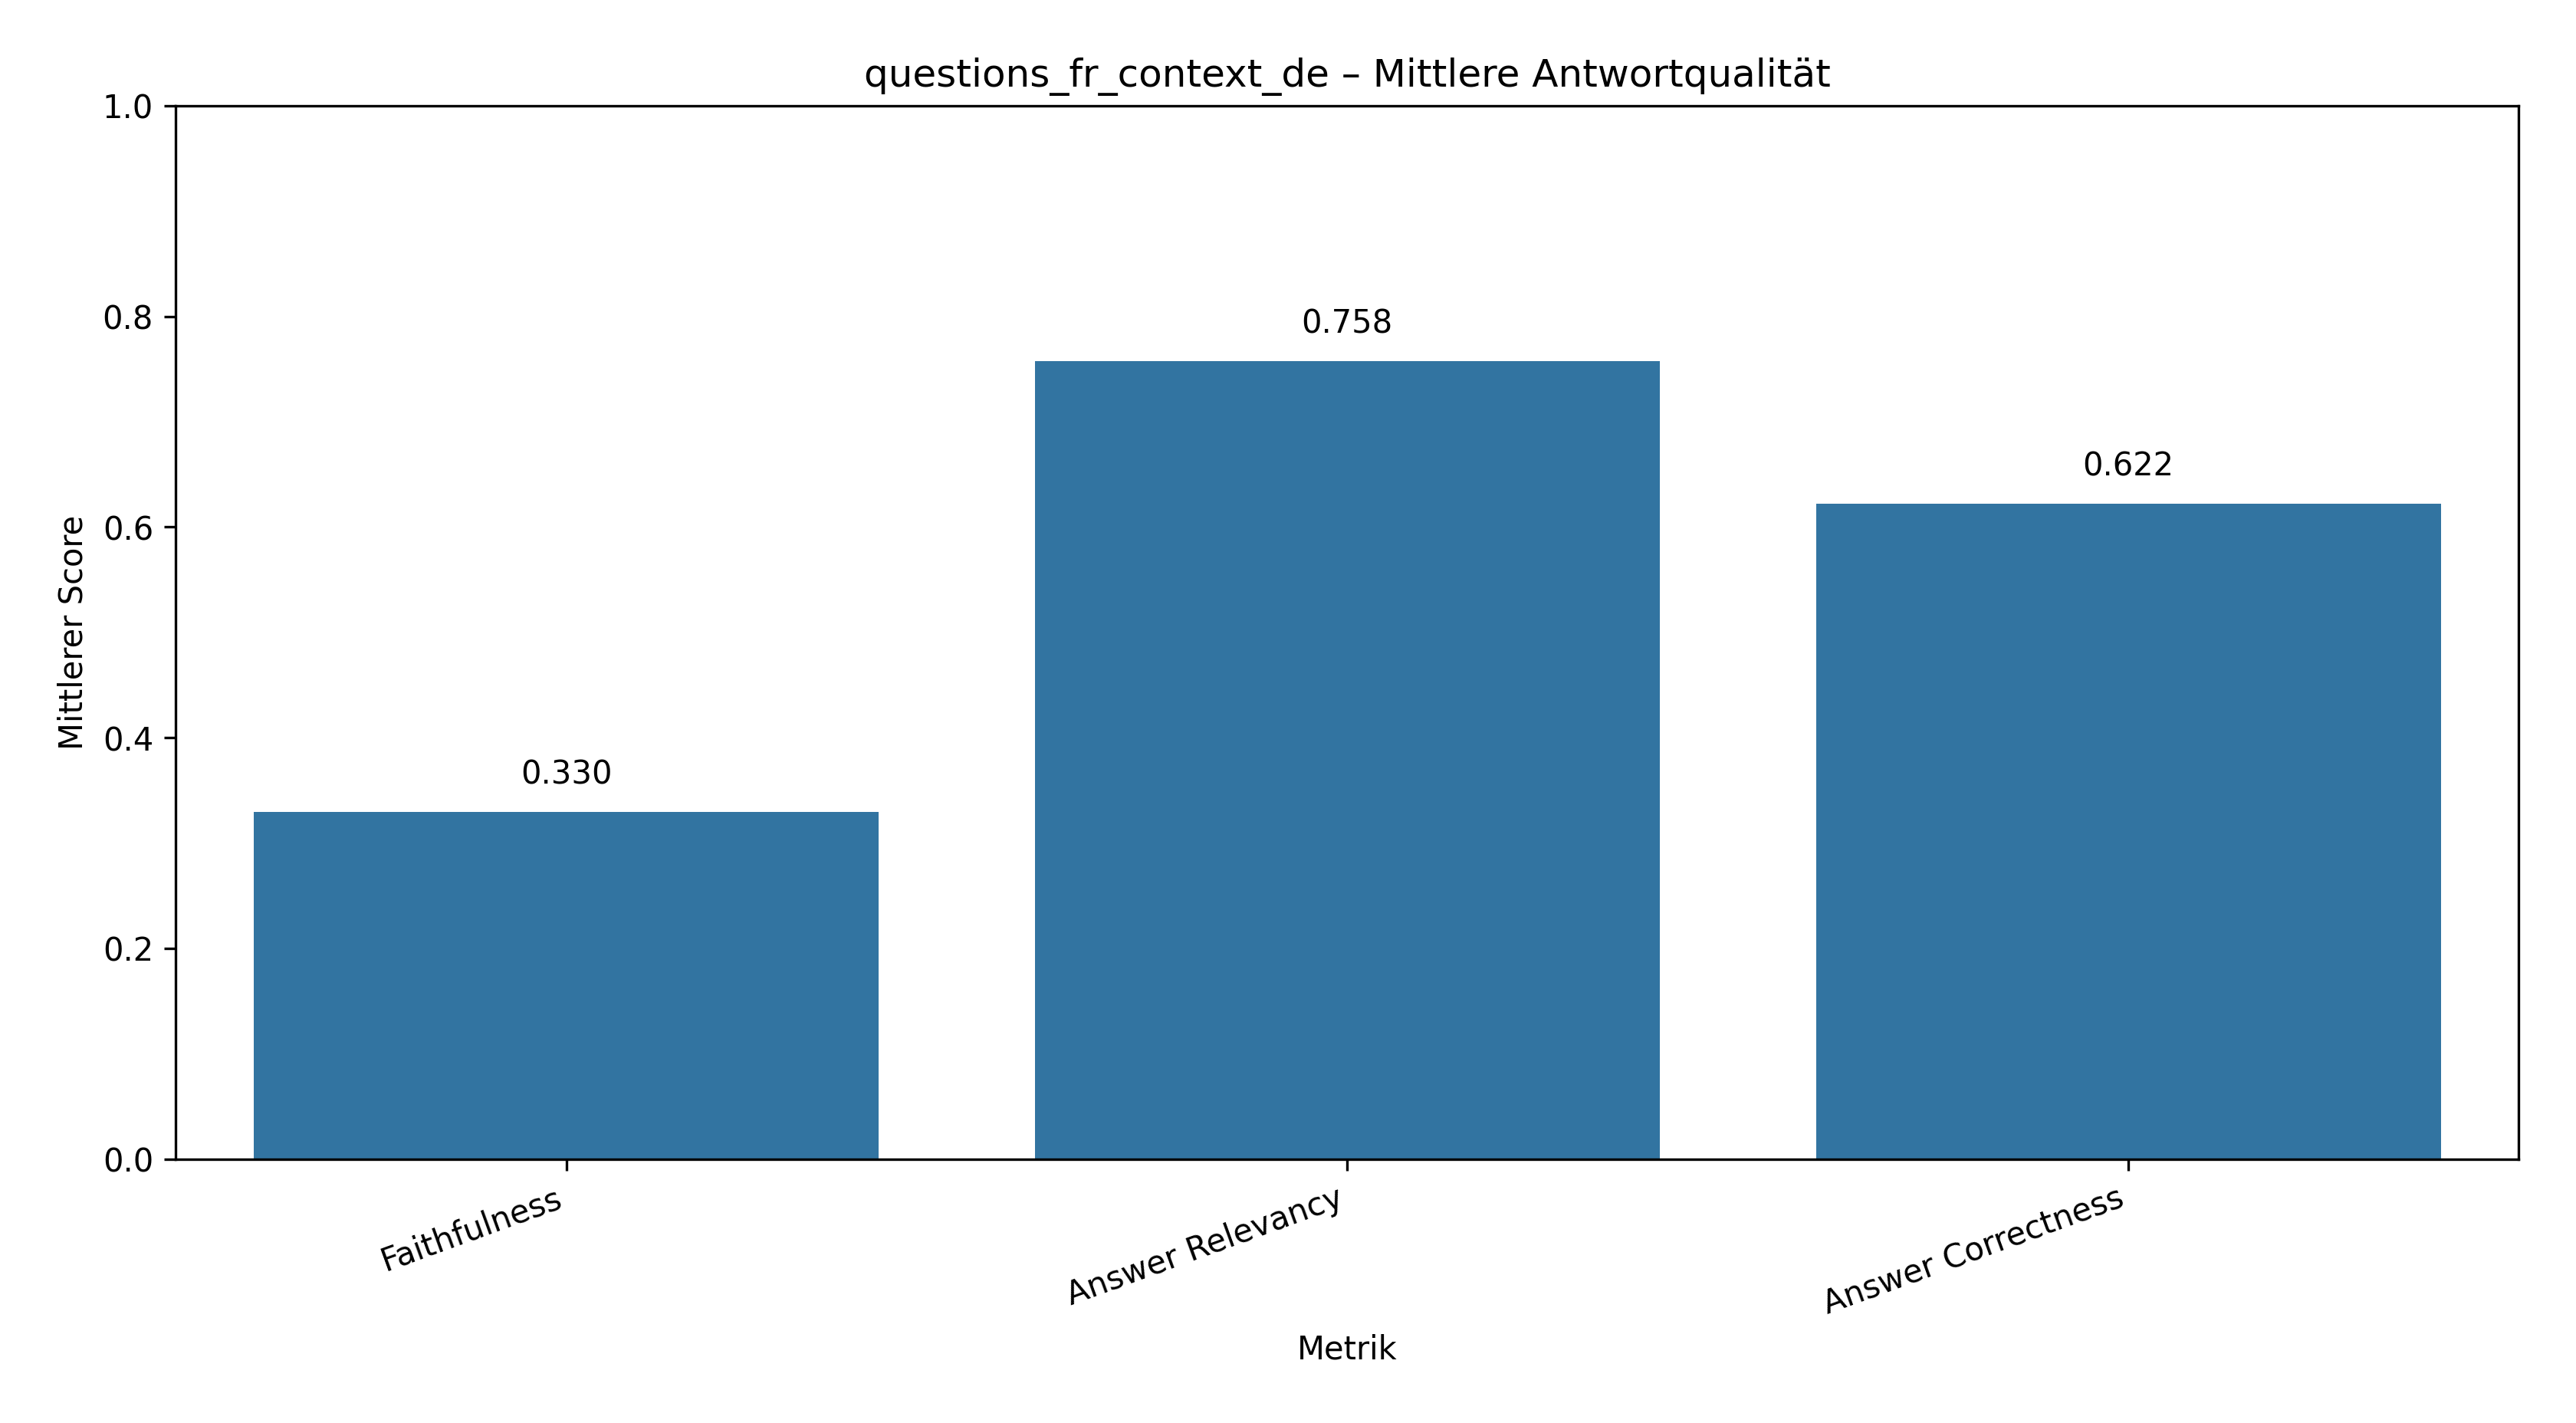 questions_fr_context_de – Mittlere Antwortqualität
1.0
0.8
0.6
0.4
0.2
0.0
Mittlerer Score
0.330
0.758
0.622
Faithfulness
Answer Relevancy
Answer Correctness
Metrik